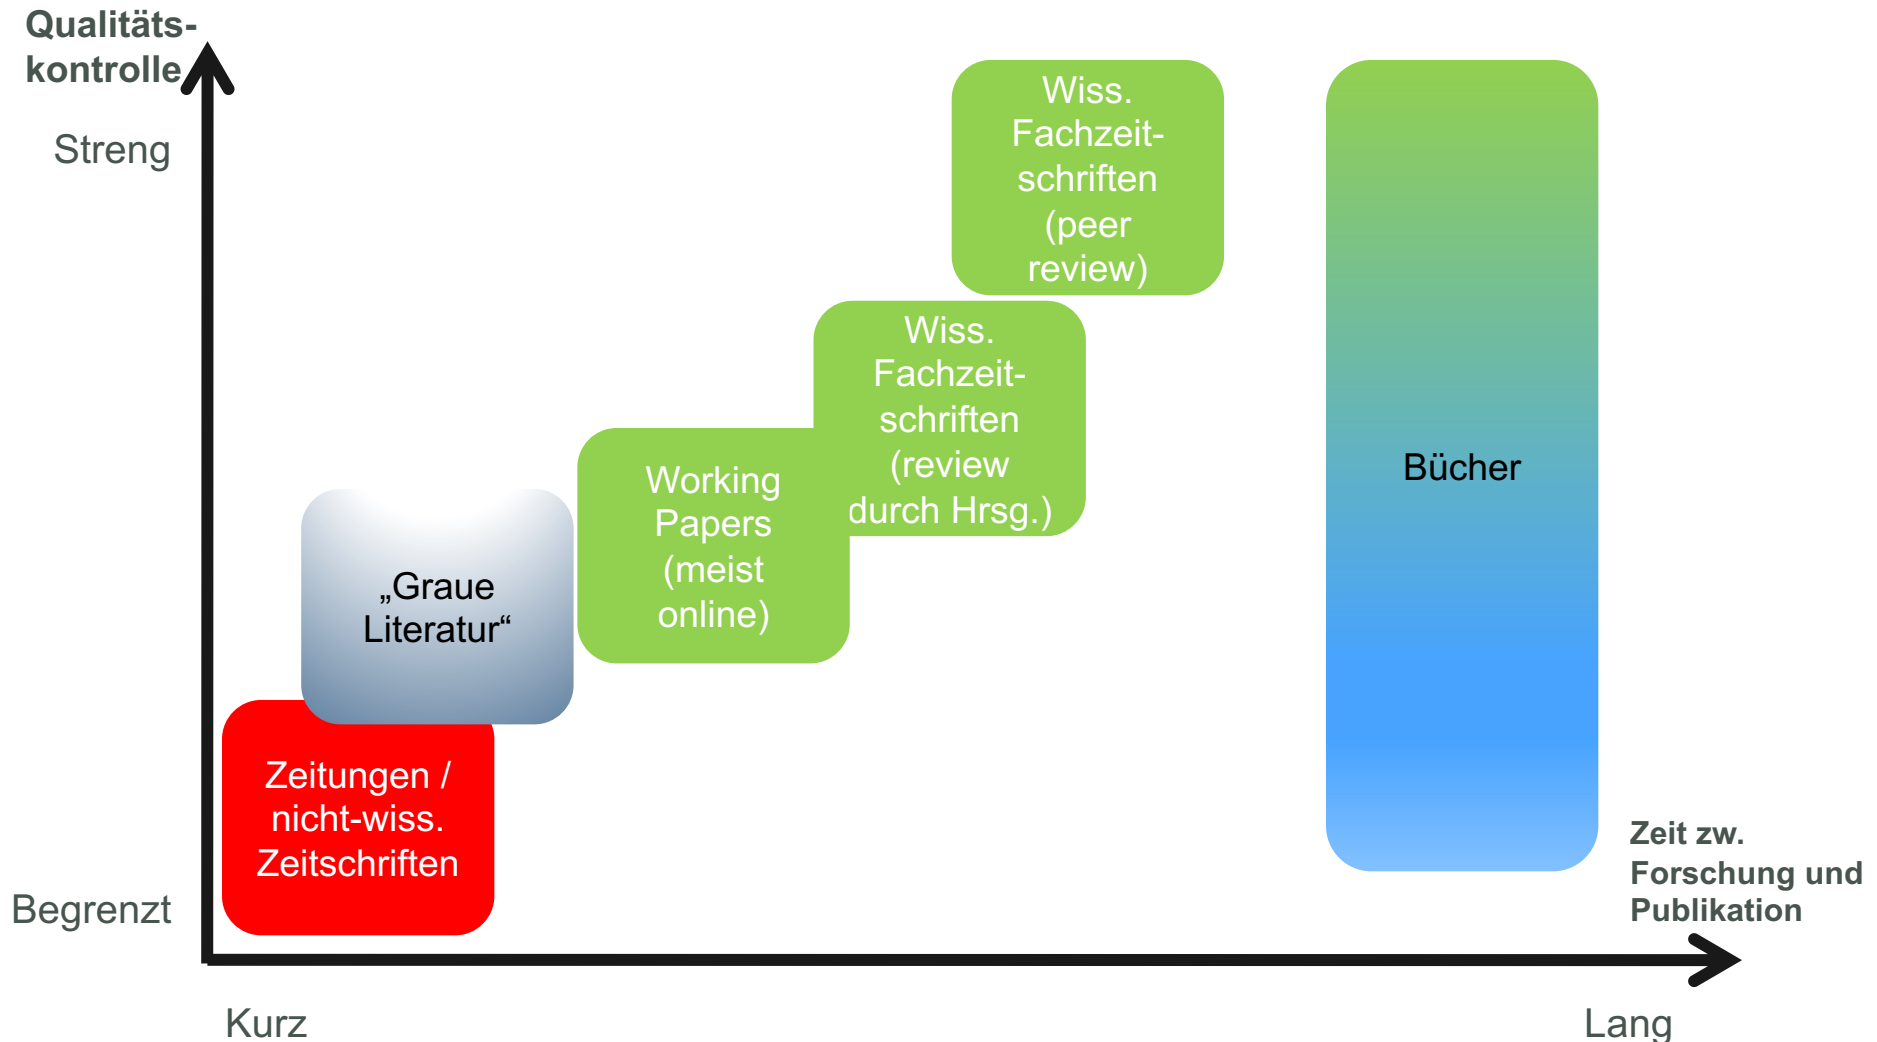 Qualitäts-
kontrolle
Streng
Begrenzt
Wiss.
Fachzeit-
schriften
(peer
review)
Wiss.
Fachzeit-
schriften
(review
durch Hrsg.)
Working
Papers
(meist
online)
„Graue
Literatur“
Zeitungen /
nicht-wiss.
Zeitschriften
Bücher
Zeit zw.
Forschung und
Publikation
Kurz
Lang